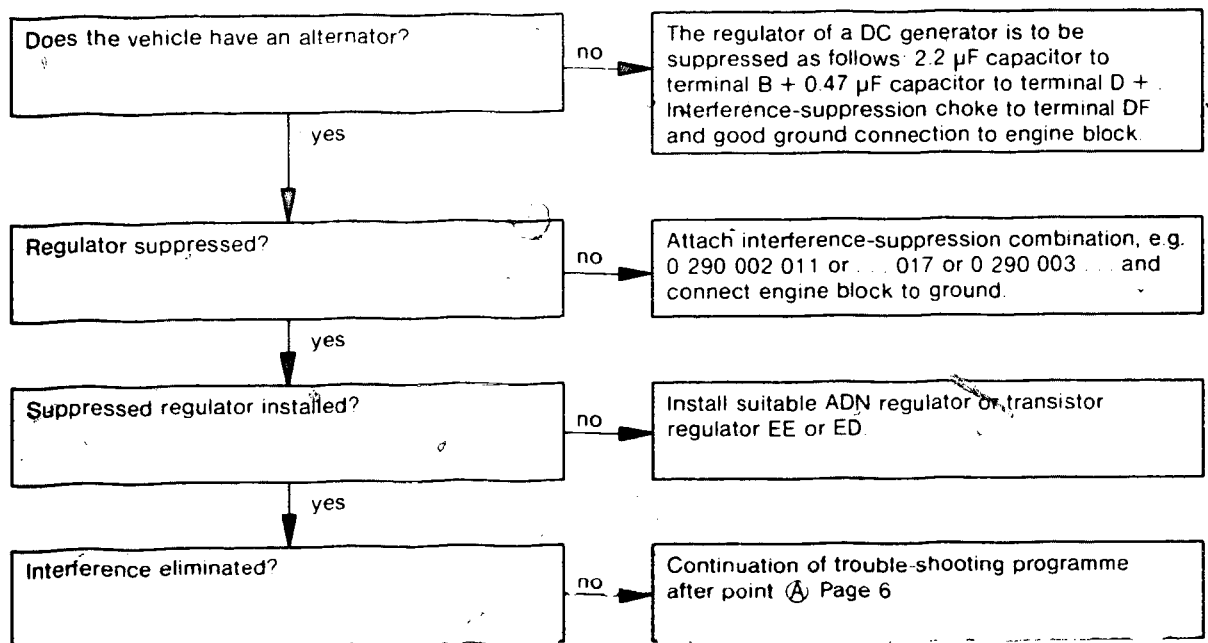 Does the vehicle have an alternator?
no
The regulator of a DC generator is to be
suppressed as follows: 2.2 µF capacitor to
terminal B + 0.47 µF capacitor to terminal D +
Interference-suppression choke to terminal DF
and good ground connection to engine block.
yes
Regulator suppressed?
no
Attach interference-suppression combination, e.g.
0 290 002 011 or ... 017 or 0 290 003 ... and
connect engine block to ground.
yes
Suppressed regulator installed?
no
Install suitable ADN regulator or transistor
regulator EE or ED.
yes
Interference eliminated?
no
Continuation of trouble-shooting programme
after point Ⓐ Page 6